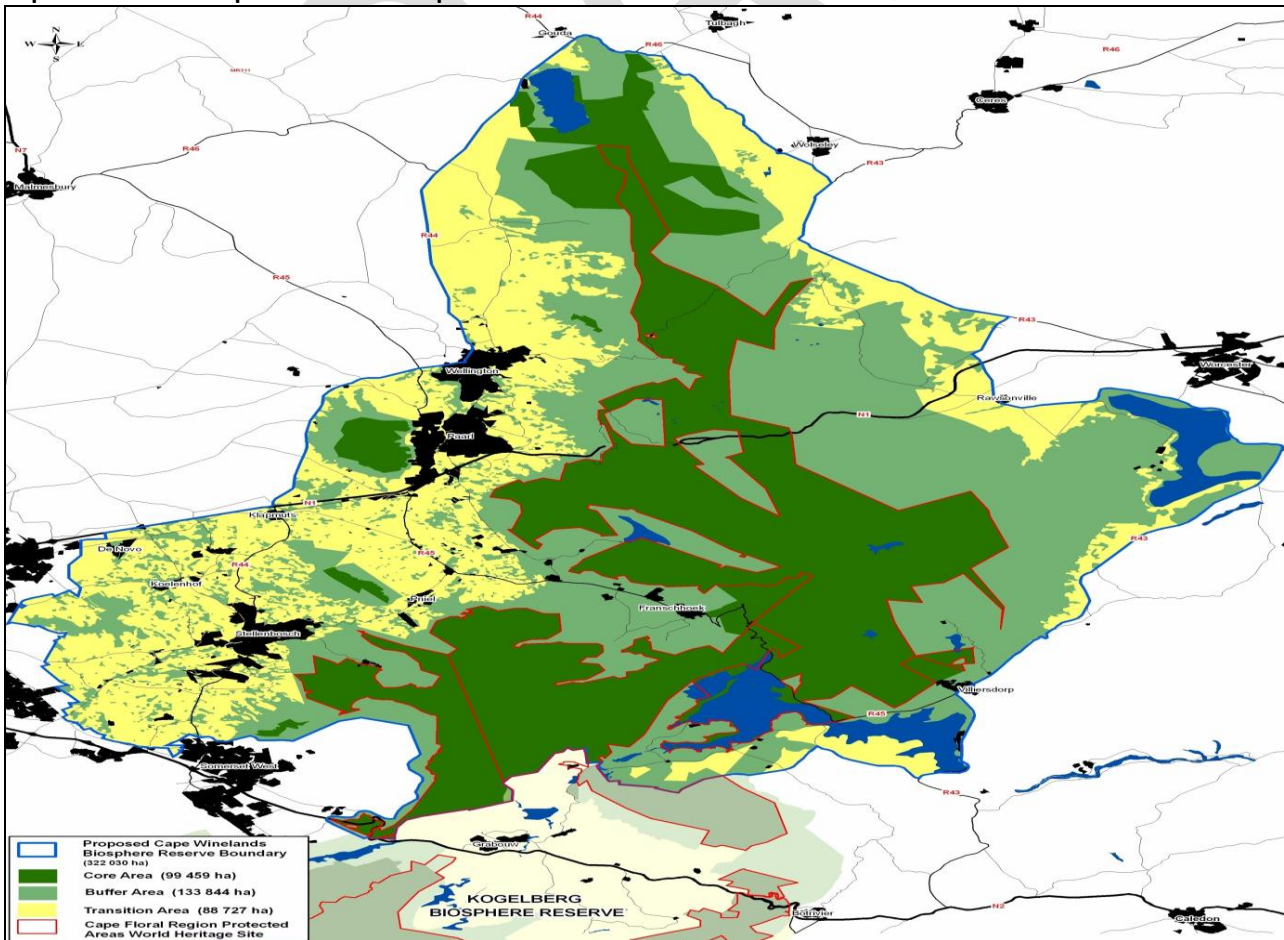 R44
Gouda
Tulbagh
R46
R46
N
W E
S
Ceres
N7
R46
Wolseley
R43
Malmesbury
R44
R45
R43
Wellington
Worcester
Rawsonville
Paarl
N1
N1
Klapmuts
De Novo
R45
R43
R44
Koelenhof
Pniel
Franschhoek
Stellenbosch
Villiersdorp
R45
Somerset West
R43
Grabouw
Proposed Cape Winelands
Biosphere Reserve Boundary
(322 030 ha)
Core Area (99 459 ha)
Buffer Area (133 844 ha)
Transition Area (88 727 ha)
Cape Floral Region Protected
Areas World Heritage Site
KOGELBERG
BIOSPHERE RESERVE
Botrivier
N2
Caledon